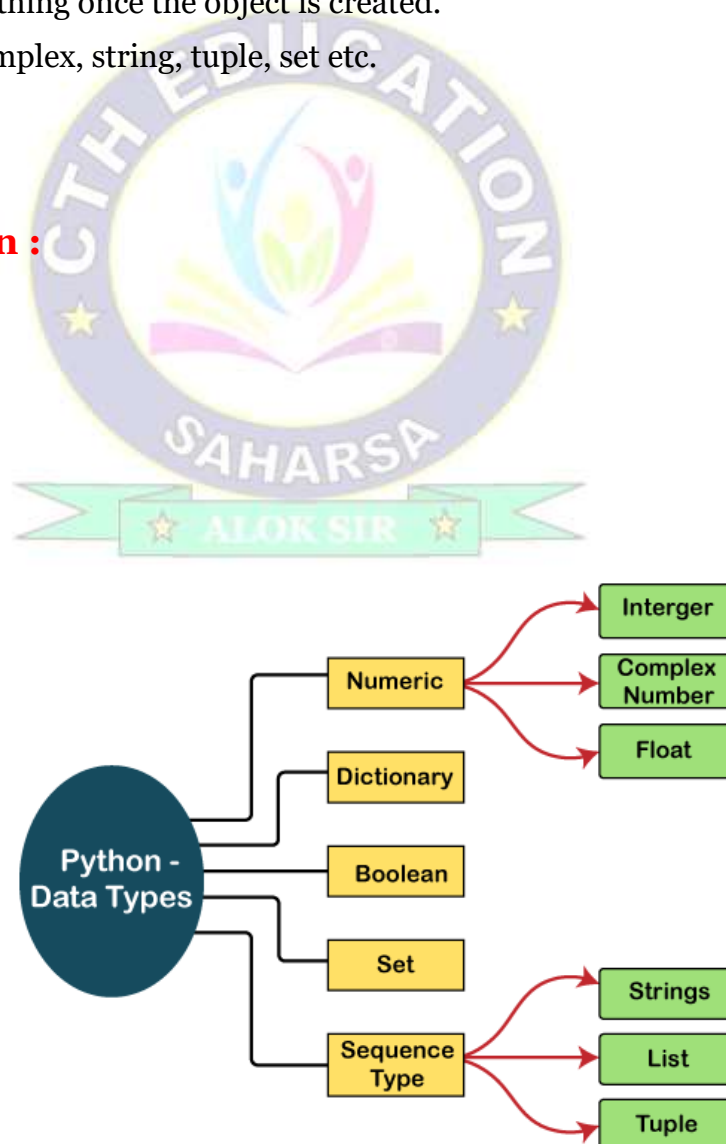 thing once the object is created.
mplex, string, tuple, set etc.
n :
CTH EDUCATION
SAHARSA
ALOK SIR
Python -
Data Types
Numeric
Dictionary
Boolean
Set
Sequence
Type
Interger
Complex
Number
Float
Strings
List
Tuple